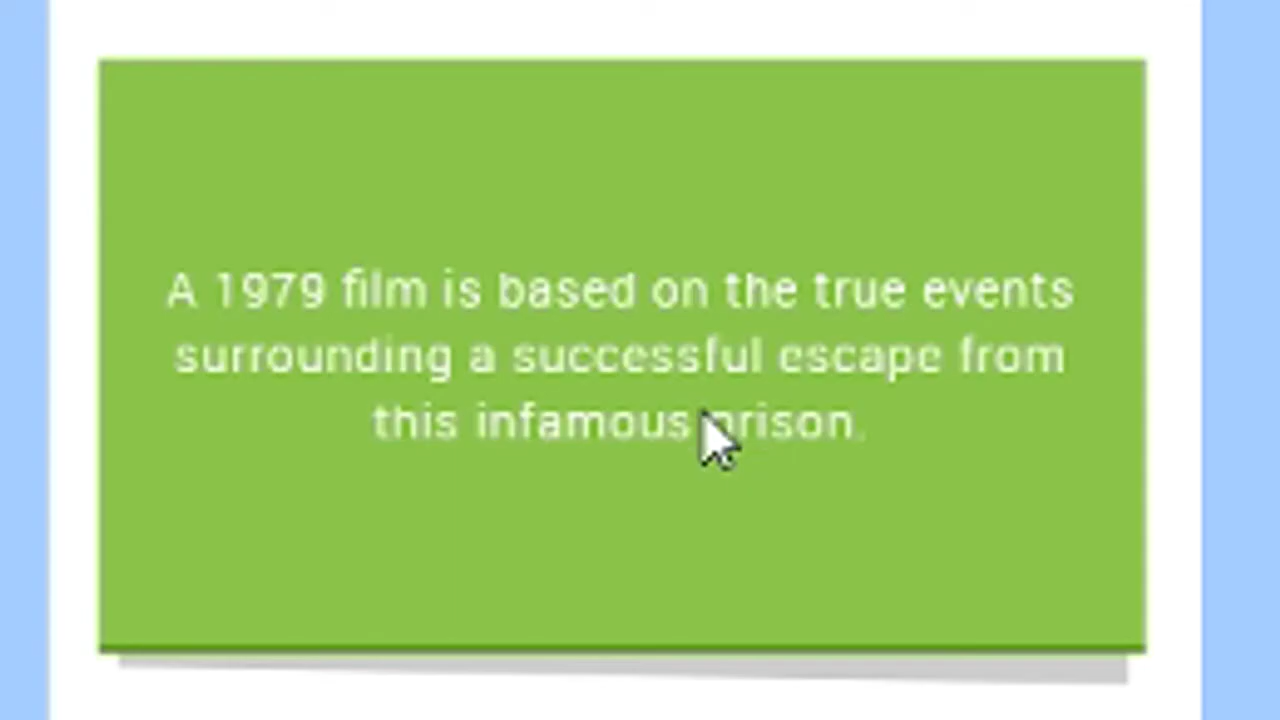 A 1979 film is based on the true events
surrounding a successful escape from
this infamous prison.